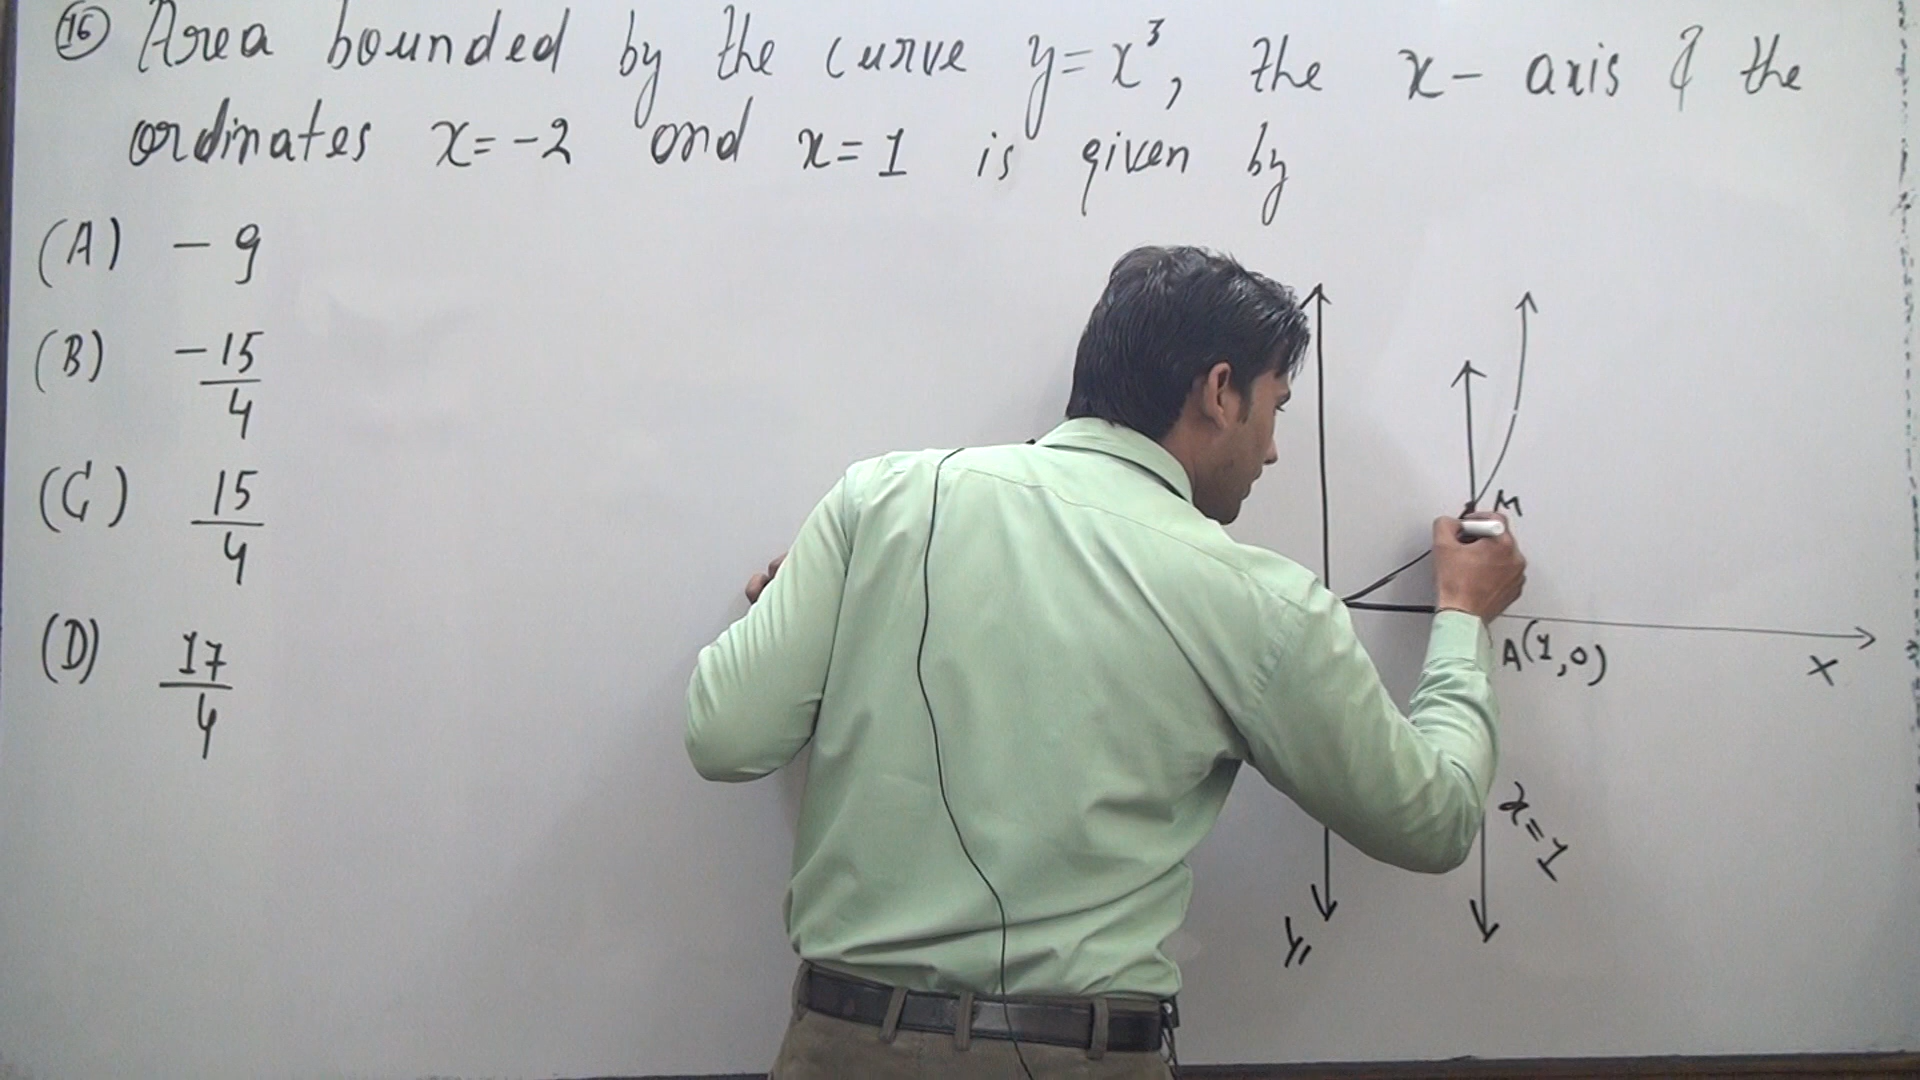 16 Area bounded by the curve y = x³, the x - axis & the
ordinates x = -2 and x = 1 is given by
(A) - 9
(B) -15/4
(C) 15/4
(D) 17/4
M
A(1,0)
X
x=1
Y'